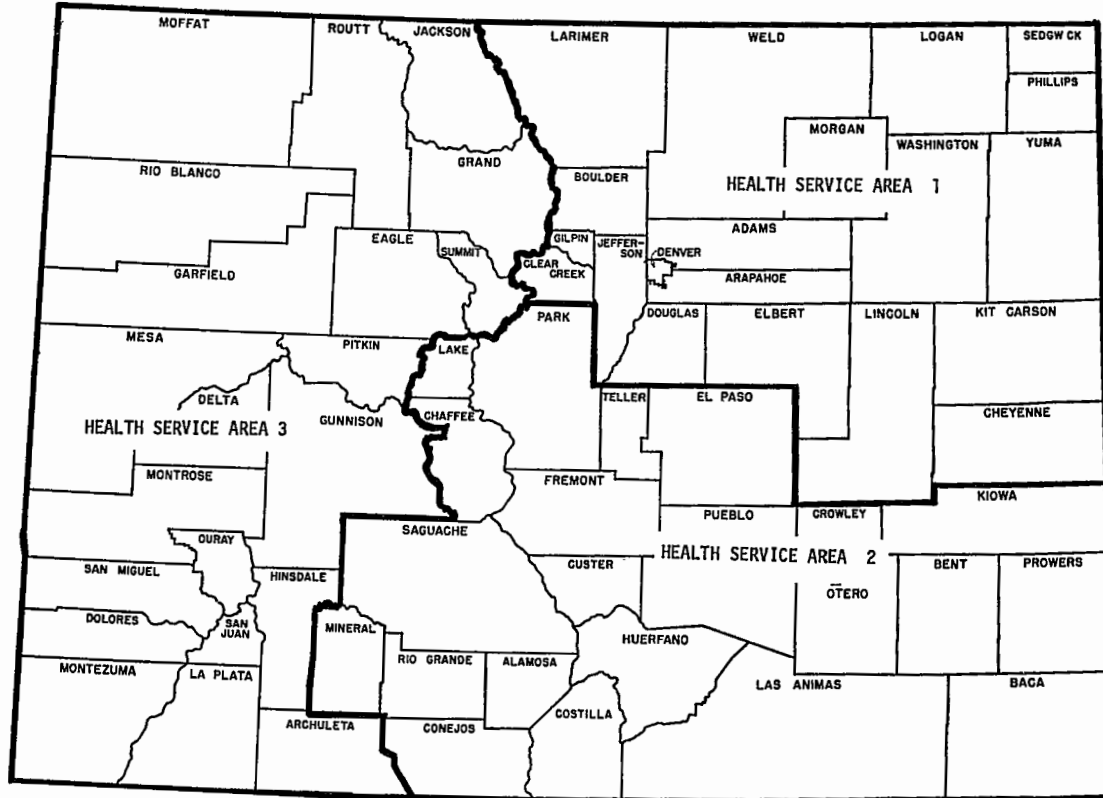 MOFFAT
ROUTT
JACKSON
LARIMER
WELD
LOGAN
SEDGW CK
PHILLIPS
MORGAN
WASHINGTON
YUMA
RIO BLANCO
GRAND
BOULDER
HEALTH SERVICE AREA 1
ADAMS
EAGLE
SUMMIT
GILPIN
JEFFER-
SON
DENVER
CLEAR
CREEK
GARFIELD
ARAPAHOE
PARK
DOUGLAS
ELBERT
LINCOLN
KIT CARSON
MESA
PITKIN
LAKE
DELTA
GUNNISON
CHAFFEE
TELLER
EL PASO
CHEYENNE
HEALTH SERVICE AREA 3
MONTROSE
FREMONT
KIOWA
PUEBLO
CROWLEY
SAGUACHE
OURAY
HEALTH SERVICE AREA 2
SAN MIGUEL
HINSDALE
CUSTER
BENT
PROWERS
OTERO
DOLORES
SAN
JUAN
MINERAL
HUERFANO
RIO GRANDE
ALAMOSA
MONTEZUMA
LA PLATA
LAS ANIMAS
BACA
COSTILLA
ARCHULETA
CONEJOS